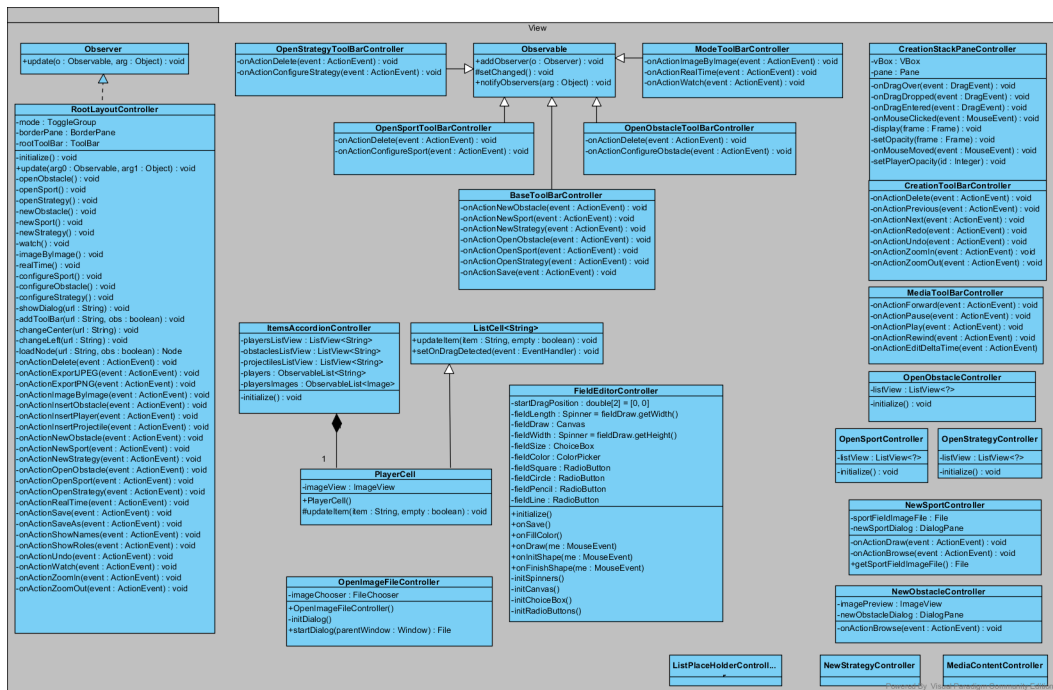 View
Observer
+update(o : Observable, arg : Object) : void
RootLayoutController
-mode : ToggleGroup
-borderPane : BorderPane
-rootToolBar : ToolBar
-initialize() : void
+update(arg0 : Observable, arg1 : Object) : void
-openObstacle() : void
-openSport() : void
-openStrategy() : void
-newObstacle() : void
-newSport() : void
-newStrategy() : void
-watch() : void
-imageByImage() : void
-realTime() : void
-configureSport() : void
-configureObstacle() : void
-configureStrategy() : void
-showDialog(url : String) : void
-addToolBar(url : String, obs : boolean) : void
-changeCenter(url : String) : void
-changeLeft(url : String) : void
-loadNode(url : String, obs : boolean) : Node
-onActionDelete(event : ActionEvent) : void
-onActionExportJPEG(event : ActionEvent) : void
-onActionExportPNG(event : ActionEvent) : void
-onActionImageByImage(event : ActionEvent) : void
-onActionInsertObstacle(event : ActionEvent) : void
-onActionInsertPlayer(event : ActionEvent) : void
-onActionInsertProjectile(event : ActionEvent) : void
-onActionNewObstacle(event : ActionEvent) : void
-onActionNewSport(event : ActionEvent) : void
-onActionNewStrategy(event : ActionEvent) : void
-onActionOpenObstacle(event : ActionEvent) : void
-onActionOpenSport(event : ActionEvent) : void
-onActionOpenStrategy(event : ActionEvent) : void
-onActionRealTime(event : ActionEvent) : void
-onActionSave(event : ActionEvent) : void
-onActionSaveAs(event : ActionEvent) : void
-onActionShowNames(event : ActionEvent) : void
-onActionShowRoles(event : ActionEvent) : void
-onActionUndo(event : ActionEvent) : void
-onActionWatch(event : ActionEvent) : void
-onActionZoomIn(event : ActionEvent) : void
-onActionZoomOut(event : ActionEvent) : void
OpenStrategyToolBarController
-onActionDelete(event : ActionEvent) : void
-onActionConfigureStrategy(event : ActionEvent) : void
Observable
+addObserver(o : Observer) : void
#setChanged() : void
+notifyObservers(arg : Object) : void
ModeToolBarController
-onActionImageByImage(event : ActionEvent) : void
-onActionRealTime(event : ActionEvent) : void
-onActionWatch(event : ActionEvent) : void
OpenSportToolBarController
-onActionDelete(event : ActionEvent) : void
-onActionConfigureSport(event : ActionEvent) : void
OpenObstacleToolBarController
-onActionDelete(event : ActionEvent) : void
-onActionConfigureObstacle(event : ActionEvent) : void
BaseToolBarController
-onActionNewObstacle(event : ActionEvent) : void
-onActionNewSport(event : ActionEvent) : void
-onActionNewStrategy(event : ActionEvent) : void
-onActionOpenObstacle(event : ActionEvent) : void
-onActionOpenSport(event : ActionEvent) : void
-onActionOpenStrategy(event : ActionEvent) : void
-onActionSave(event : ActionEvent) : void
CreationStackPaneController
-vBox : VBox
-pane : Pane
-onDragOver(event : DragEvent) : void
-onDragDropped(event : DragEvent) : void
-onDragEntered(event : DragEvent) : void
-onMouseClicked(event : MouseEvent) : void
-display(frame : Frame) : void
-setOpacity(frame : Frame) : void
-onMouseMoved(event : MouseEvent) : void
-setPlayerOpacity(id : Integer) : void
CreationToolBarController
-onActionDelete(event : ActionEvent) : void
-onActionPrevious(event : ActionEvent) : void
-onActionNext(event : ActionEvent) : void
-onActionRedo(event : ActionEvent) : void
-onActionUndo(event : ActionEvent) : void
-onActionZoomIn(event : ActionEvent) : void
-onActionZoomOut(event : ActionEvent) : void
MediaToolBarController
-onActionForward(event : ActionEvent) : void
-onActionPause(event : ActionEvent) : void
-onActionPlay(event : ActionEvent) : void
-onActionRewind(event : ActionEvent) : void
-onActionEditDeltaTime(event : ActionEvent)
ItemsAccordionController
-playersListView : ListView<String>
-obstaclesListView : ListView<String>
-projectilesListView : ListView<String>
-players : ObservableList<String>
-playersImages : ObservableList<Image>
-initialize() : void
ListCell<String>
+updateItem(item : String, empty : boolean) : void
+setOnDragDetected(event : EventHandler) : void
1
PlayerCell
-imageView : ImageView
+PlayerCell()
#updateItem(item : String, empty : boolean) : void
OpenImageFileController
-imageChooser : FileChooser
+OpenImageFileController()
-initDialog()
+startDialog(parentWindow : Window) : File
FieldEditorController
-startDragPosition : double[2] = [0, 0]
-fieldLength : Spinner = fieldDraw.getWidth()
-fieldDraw : Canvas
-fieldWidth : Spinner = fieldDraw.getHeight()
-fieldSize : ChoiceBox
-fieldColor : ColorPicker
-fieldSquare : RadioButton
-fieldCircle : RadioButton
-fieldPencil : RadioButton
-fieldLine : RadioButton
+initialize()
+onSave()
+onFillColor()
+onDraw(me : MouseEvent)
+onInitShape(me : MouseEvent)
+onFinishShape(me : MouseEvent)
-initSpinners()
-initCanvas()
-initChoiceBox()
-initRadioButtons()
OpenObstacleController
-listView : ListView<?>
-initialize() : void
OpenSportController
-listView : ListView<?>
-initialize() : void
OpenStrategyController
-listView : ListView<?>
-initialize() : void
NewSportController
-sportFieldImageFile : File
-newSportDialog : DialogPane
-onActionDraw(event : ActionEvent) : void
-onActionBrowse(event : ActionEvent) : void
+getSportFieldImageFile() : File
NewObstacleController
-imagePreview : ImageView
-newObstacleDialog : DialogPane
-onActionBrowse(event : ActionEvent) : void
ListPlaceHolderControll...
NewStrategyController
MediaContentController
Powered By Visual Paradigm Community Edition